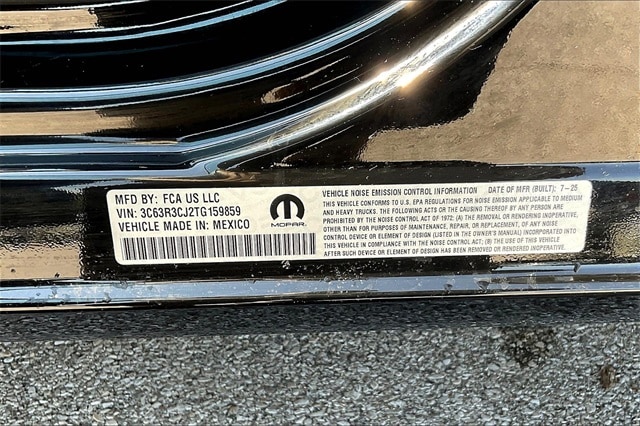 MFD BY: FCA US LLC
VIN: 3C63R3CJ2TG159859
VEHICLE MADE IN: MEXICO
MOPAR
VEHICLE NOISE EMISSION CONTROL INFORMATION DATE OF MFR (BUILT): 7-25
THIS VEHICLE CONFORMS TO U.S. EPA REGULATIONS FOR NOISE EMISSION APPLICABLE TO MEDIUM
AND HEAVY TRUCKS. THE FOLLOWING ACTS OR THE CAUSING THEREOF BY ANY PERSON ARE
PROHIBITED BY THE NOISE CONTROL ACT OF 1972: (A) THE REMOVAL OR RENDERING INOPERATIVE,
OTHER THAN FOR PURPOSES OF MAINTENANCE, REPAIR, OR REPLACEMENT, OF ANY NOISE
CONTROL DEVICE OR ELEMENT OF DESIGN (LISTED IN THE OWNER'S MANUAL) INCORPORATED INTO
THIS VEHICLE IN COMPLIANCE WITH THE NOISE CONTROL ACT; (B) THE USE OF THIS VEHICLE
AFTER SUCH DEVICE OR ELEMENT OF DESIGN HAS BEEN REMOVED OR RENDERED INOPERATIVE.